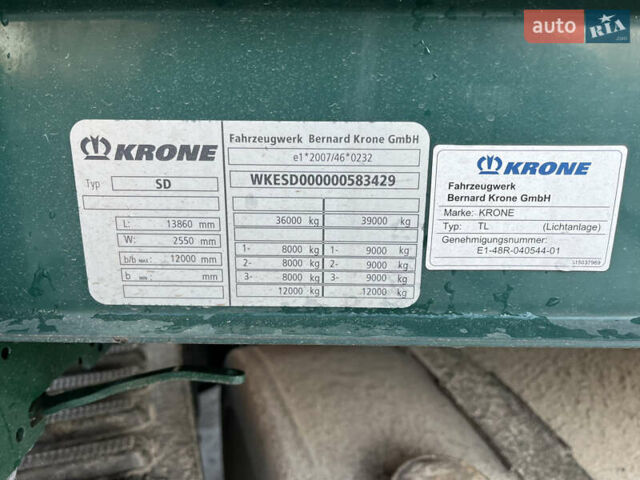 auto RIA.com
KRONE
Typ SD
L: 13860 mm
W: 2550 mm
b/b MAX. : 12000 mm
b MIN. : mm
Fahrzeugwerk Bernard Krone GmbH
e1*2007/46*0232
WKESD000000583429
36000 kg 39000 kg
1- 8000 kg 1- 9000 kg
2- 8000 kg 2- 9000 kg
3- 8000 kg 3- 9000 kg
12000 kg 12000 kg
KRONE
Fahrzeugwerk
Bernard Krone GmbH
Marke: KRONE
Typ: TL (Lichtanlage)
Genehmigungsnummer:
E1-48R-040544-01